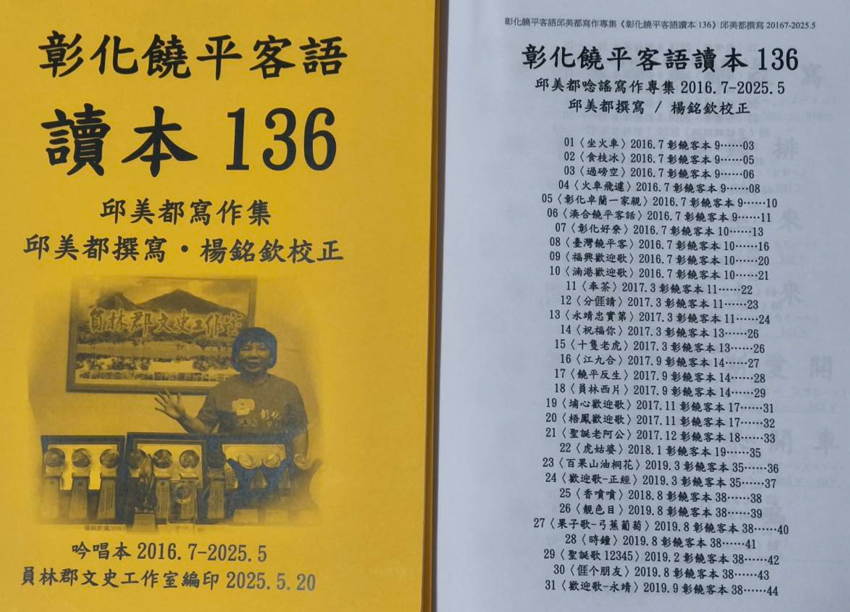 彰化饒平客語
讀本 136
邱美都寫作集
邱美都撰寫・楊銘欽校正
員林郡文史工作室
吟唱本 2016.7-2025.5
員林郡文史工作室編印 2025.5.20
彰化饒平客語邱美都寫作專集《彰化饒平客語讀本 136》邱美都撰寫 20167-2025.5
彰化饒平客語讀本 136
邱美都唸謠寫作專集 2016.7-2025.5
邱美都撰寫 / 楊銘欽校正
01〈坐火車〉2016.7 彰饒客本 9……03
02〈食枝冰〉2016.7 彰饒客本 9……05
03〈過磅空〉2016.7 彰饒客本 9……06
04〈火車飛遽〉2016.7 彰饒客本 9……08
05〈彰化卓蘭一家親〉2016.7 彰饒客本 9……10
06〈湊合饒平客話〉2016.7 彰饒客本 9……11
07〈彰化好尞〉2016.7 彰饒客本 10……13
08〈臺灣饒平客〉2016.7 彰饒客本 10……16
09〈福興歡迎歌〉2016.7 彰饒客本 10……20
10〈湳港歡迎歌〉2016.7 彰饒客本 10……21
11〈奉茶〉2017.3 彰饒客本 11……22
12〈分𠊎請〉2017.3 彰饒客本 11……23
13〈永靖忠實第〉2017.3 彰饒客本 11……24
14〈祝福你〉2017.3 彰饒客本 13……26
15〈十隻老虎〉2017.3 彰饒客本 13……26
16〈江九合〉2017.9 彰饒客本 14……27
17〈饒平反生〉2017.9 彰饒客本 14……28
18〈員林西片〉2017.9 彰饒客本 14……29
19〈埔心歡迎歌〉2017.11 彰饒客本 17……31
20〈梧鳳歡迎歌〉2017.11 彰饒客本 17……32
21〈聖誕老阿公〉2017.12 彰饒客本 18……33
22〈虎姑婆〉2018.1 彰饒客本 19……35
23〈百果山油桐花〉2019.3 彰饒客本 35……36
24〈歡迎歌-正經〉2019.3 彰饒客本 35……37
25〈香噴噴〉2018.8 彰饒客本 38……38
26〈靚色目〉2019.8 彰饒客本 38……39
27〈果子歌-弓蕉葡萄〉2019.8 彰饒客本 38……40
28〈時鐘〉2019.8 彰饒客本 38……41
29〈聖誕歌 12345〉2019.2 彰饒客本 38……42
30〈𠊎个朋友〉2019.8 彰饒客本 38……43
31〈歡迎歌-永靖〉2019.9 彰饒客本 38……44